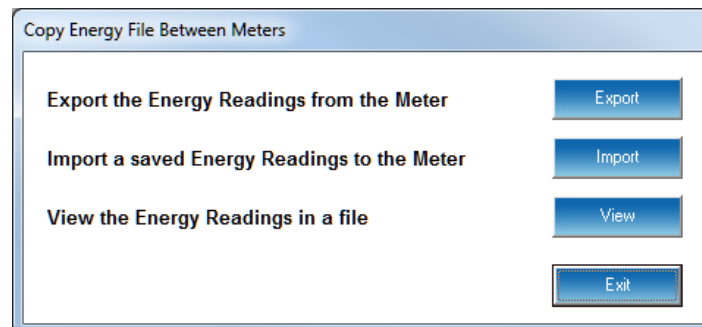 Copy Energy File Between Meters
Export the Energy Readings from the Meter Export
Import a saved Energy Readings to the Meter Import
View the Energy Readings in a file View
Exit